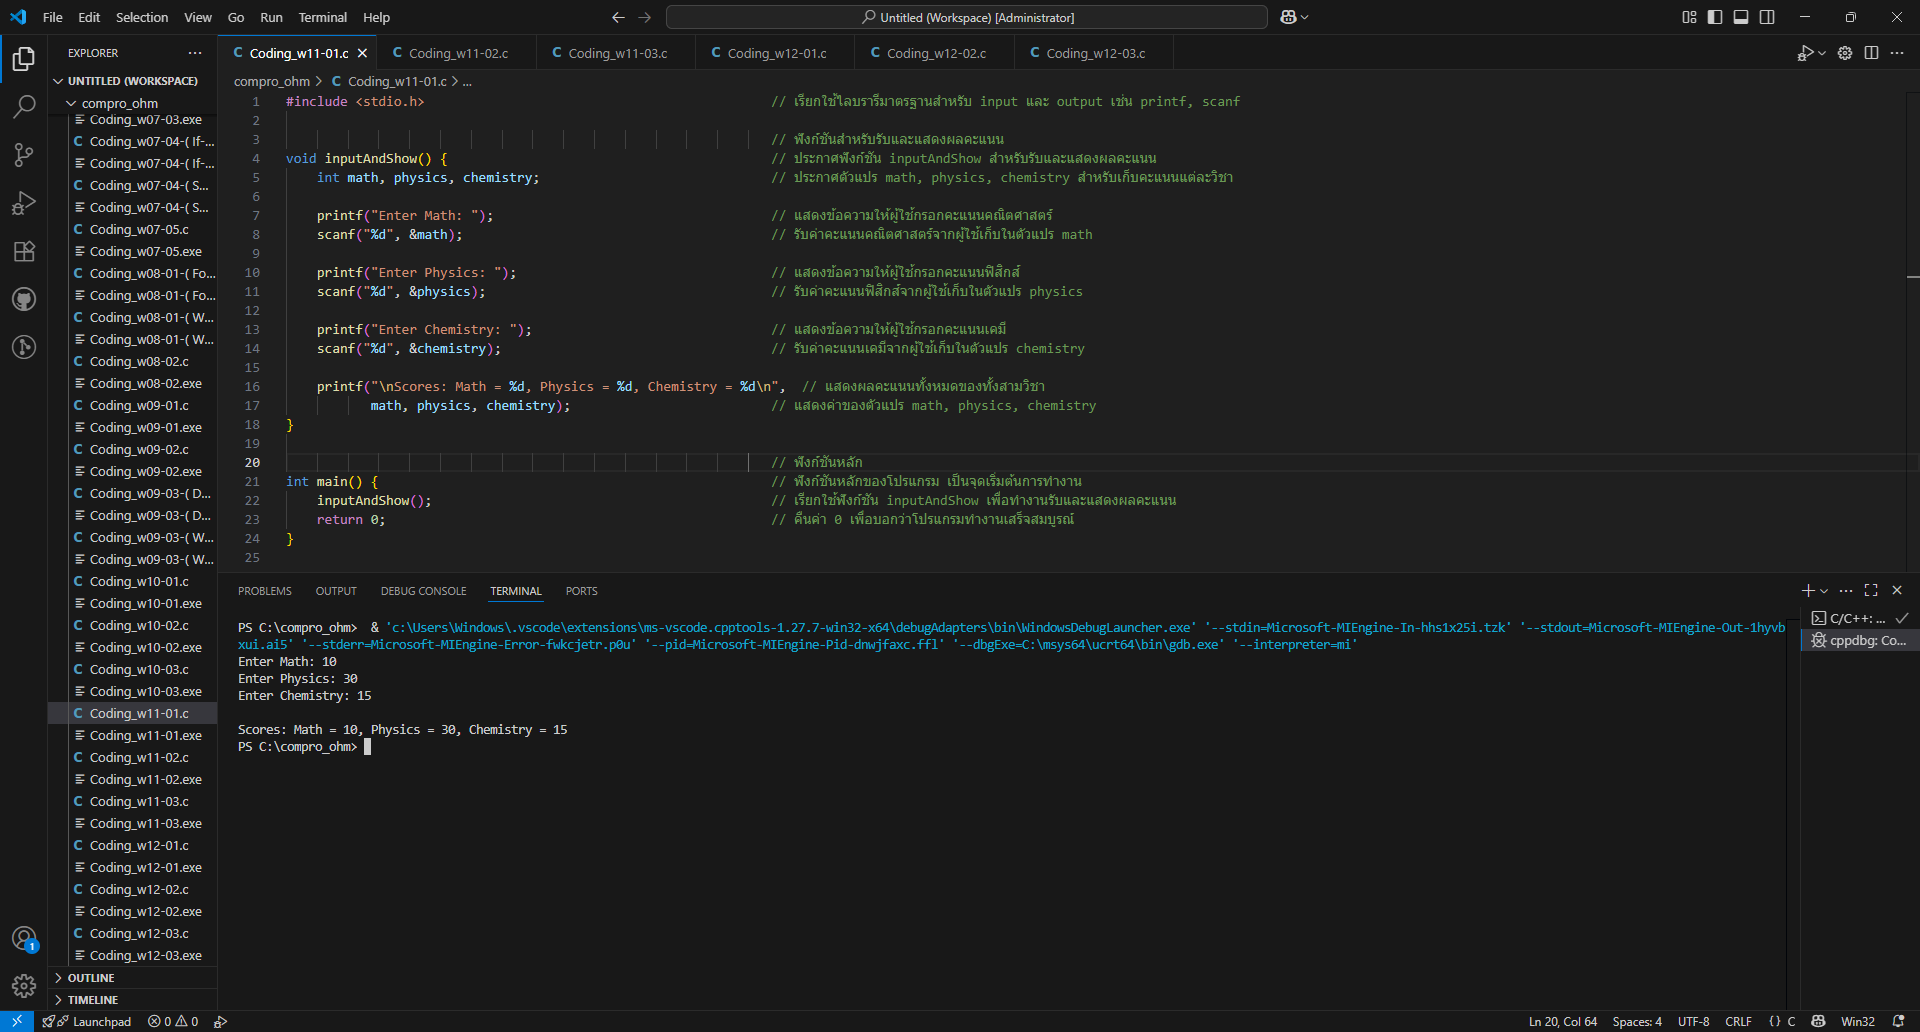 File Edit Selection View Go Run Terminal Help
Untitled (Workspace) [Administrator]
EXPLORER
UNTITLED (WORKSPACE)
compro_ohm
Coding_w07-03.exe
Coding_w07-04-( If-...
Coding_w07-04-( If-...
Coding_w07-04-( S...
Coding_w07-04-( S...
Coding_w07-05.c
Coding_w07-05.exe
Coding_w08-01-( Fo...
Coding_w08-01-( Fo...
Coding_w08-01-( W...
Coding_w08-01-( W...
Coding_w08-02.c
Coding_w08-02.exe
Coding_w09-01.c
Coding_w09-01.exe
Coding_w09-02.c
Coding_w09-02.exe
Coding_w09-03-( D...
Coding_w09-03-( D...
Coding_w09-03-( W...
Coding_w09-03-( W...
Coding_w10-01.c
Coding_w10-01.exe
Coding_w10-02.c
Coding_w10-02.exe
Coding_w10-03.c
Coding_w10-03.exe
Coding_w11-01.c
Coding_w11-01.exe
Coding_w11-02.c
Coding_w11-02.exe
Coding_w11-03.c
Coding_w11-03.exe
Coding_w12-01.c
Coding_w12-01.exe
Coding_w12-02.c
Coding_w12-02.exe
Coding_w12-03.c
Coding_w12-03.exe
OUTLINE
TIMELINE
Coding_w11-01.c Coding_w11-02.c Coding_w11-03.c Coding_w12-01.c Coding_w12-02.c Coding_w12-03.c
compro_ohm > C Coding_w11-01.c > ...
1 #include <stdio.h> // เรียกใช้ไลบรารีมาตรฐานสำหรับ input และ output เช่น printf, scanf
2
3 // ฟังก์ชันสำหรับรับและแสดงผลคะแนน
4 void inputAndShow() { // ประกาศฟังก์ชัน inputAndShow สำหรับรับและแสดงผลคะแนน
5 int math, physics, chemistry; // ประกาศตัวแปร math, physics, chemistry สำหรับเก็บคะแนนแต่ละวิชา
6
7 printf("Enter Math: "); // แสดงข้อความให้ผู้ใช้กรอกคะแนนคณิตศาสตร์
8 scanf("%d", &math); // รับค่าคะแนนคณิตศาสตร์จากผู้ใช้เก็บในตัวแปร math
9
10 printf("Enter Physics: "); // แสดงข้อความให้ผู้ใช้กรอกคะแนนฟิสิกส์
11 scanf("%d", &physics); // รับค่าคะแนนฟิสิกส์จากผู้ใช้เก็บในตัวแปร physics
12
13 printf("Enter Chemistry: "); // แสดงข้อความให้ผู้ใช้กรอกคะแนนเคมี
14 scanf("%d", &chemistry); // รับค่าคะแนนเคมีจากผู้ใช้เก็บในตัวแปร chemistry
15
16 printf("\nScores: Math = %d, Physics = %d, Chemistry = %d\n", // แสดงผลคะแนนทั้งหมดของทั้งสามวิชา
17 math, physics, chemistry); // แสดงค่าของตัวแปร math, physics, chemistry
18 }
19
20 // ฟังก์ชันหลัก
21 int main() { // ฟังก์ชันหลักของโปรแกรม เป็นจุดเริ่มต้นการทำงาน
22 inputAndShow(); // เรียกใช้ฟังก์ชัน inputAndShow เพื่อทำงานรับและแสดงผลคะแนน
23 return 0; // คืนค่า 0 เพื่อบอกว่าโปรแกรมทำงานเสร็จสมบูรณ์
24 }
25
PROBLEMS OUTPUT DEBUG CONSOLE TERMINAL PORTS
PS C:\compro_ohm> & 'c:\Users\Windows\.vscode\extensions\ms-vscode.cpptools-1.27.7-win32-x64\debugAdapters\bin\WindowsDebugLauncher.exe' '--stdin=Microsoft-MIEngine-In-hhs1x25i.tzk' '--stdout=Microsoft-MIEngine-Out-1hyvb
xui.ai5' '--stderr=Microsoft-MIEngine-Error-fwkcjetr.p0u' '--pid=Microsoft-MIEngine-Pid-dnwjfaxc.ffl' '--dbgExe=C:\msys64\ucrt64\bin\gdb.exe' '--interpreter=mi'
Enter Math: 10
Enter Physics: 30
Enter Chemistry: 15
Scores: Math = 10, Physics = 30, Chemistry = 15
PS C:\compro_ohm>
C/C++: ...
cppdbg: Co...
1
Launchpad 0 0 Ln 20, Col 64 Spaces: 4 UTF-8 CRLF {} C Win32